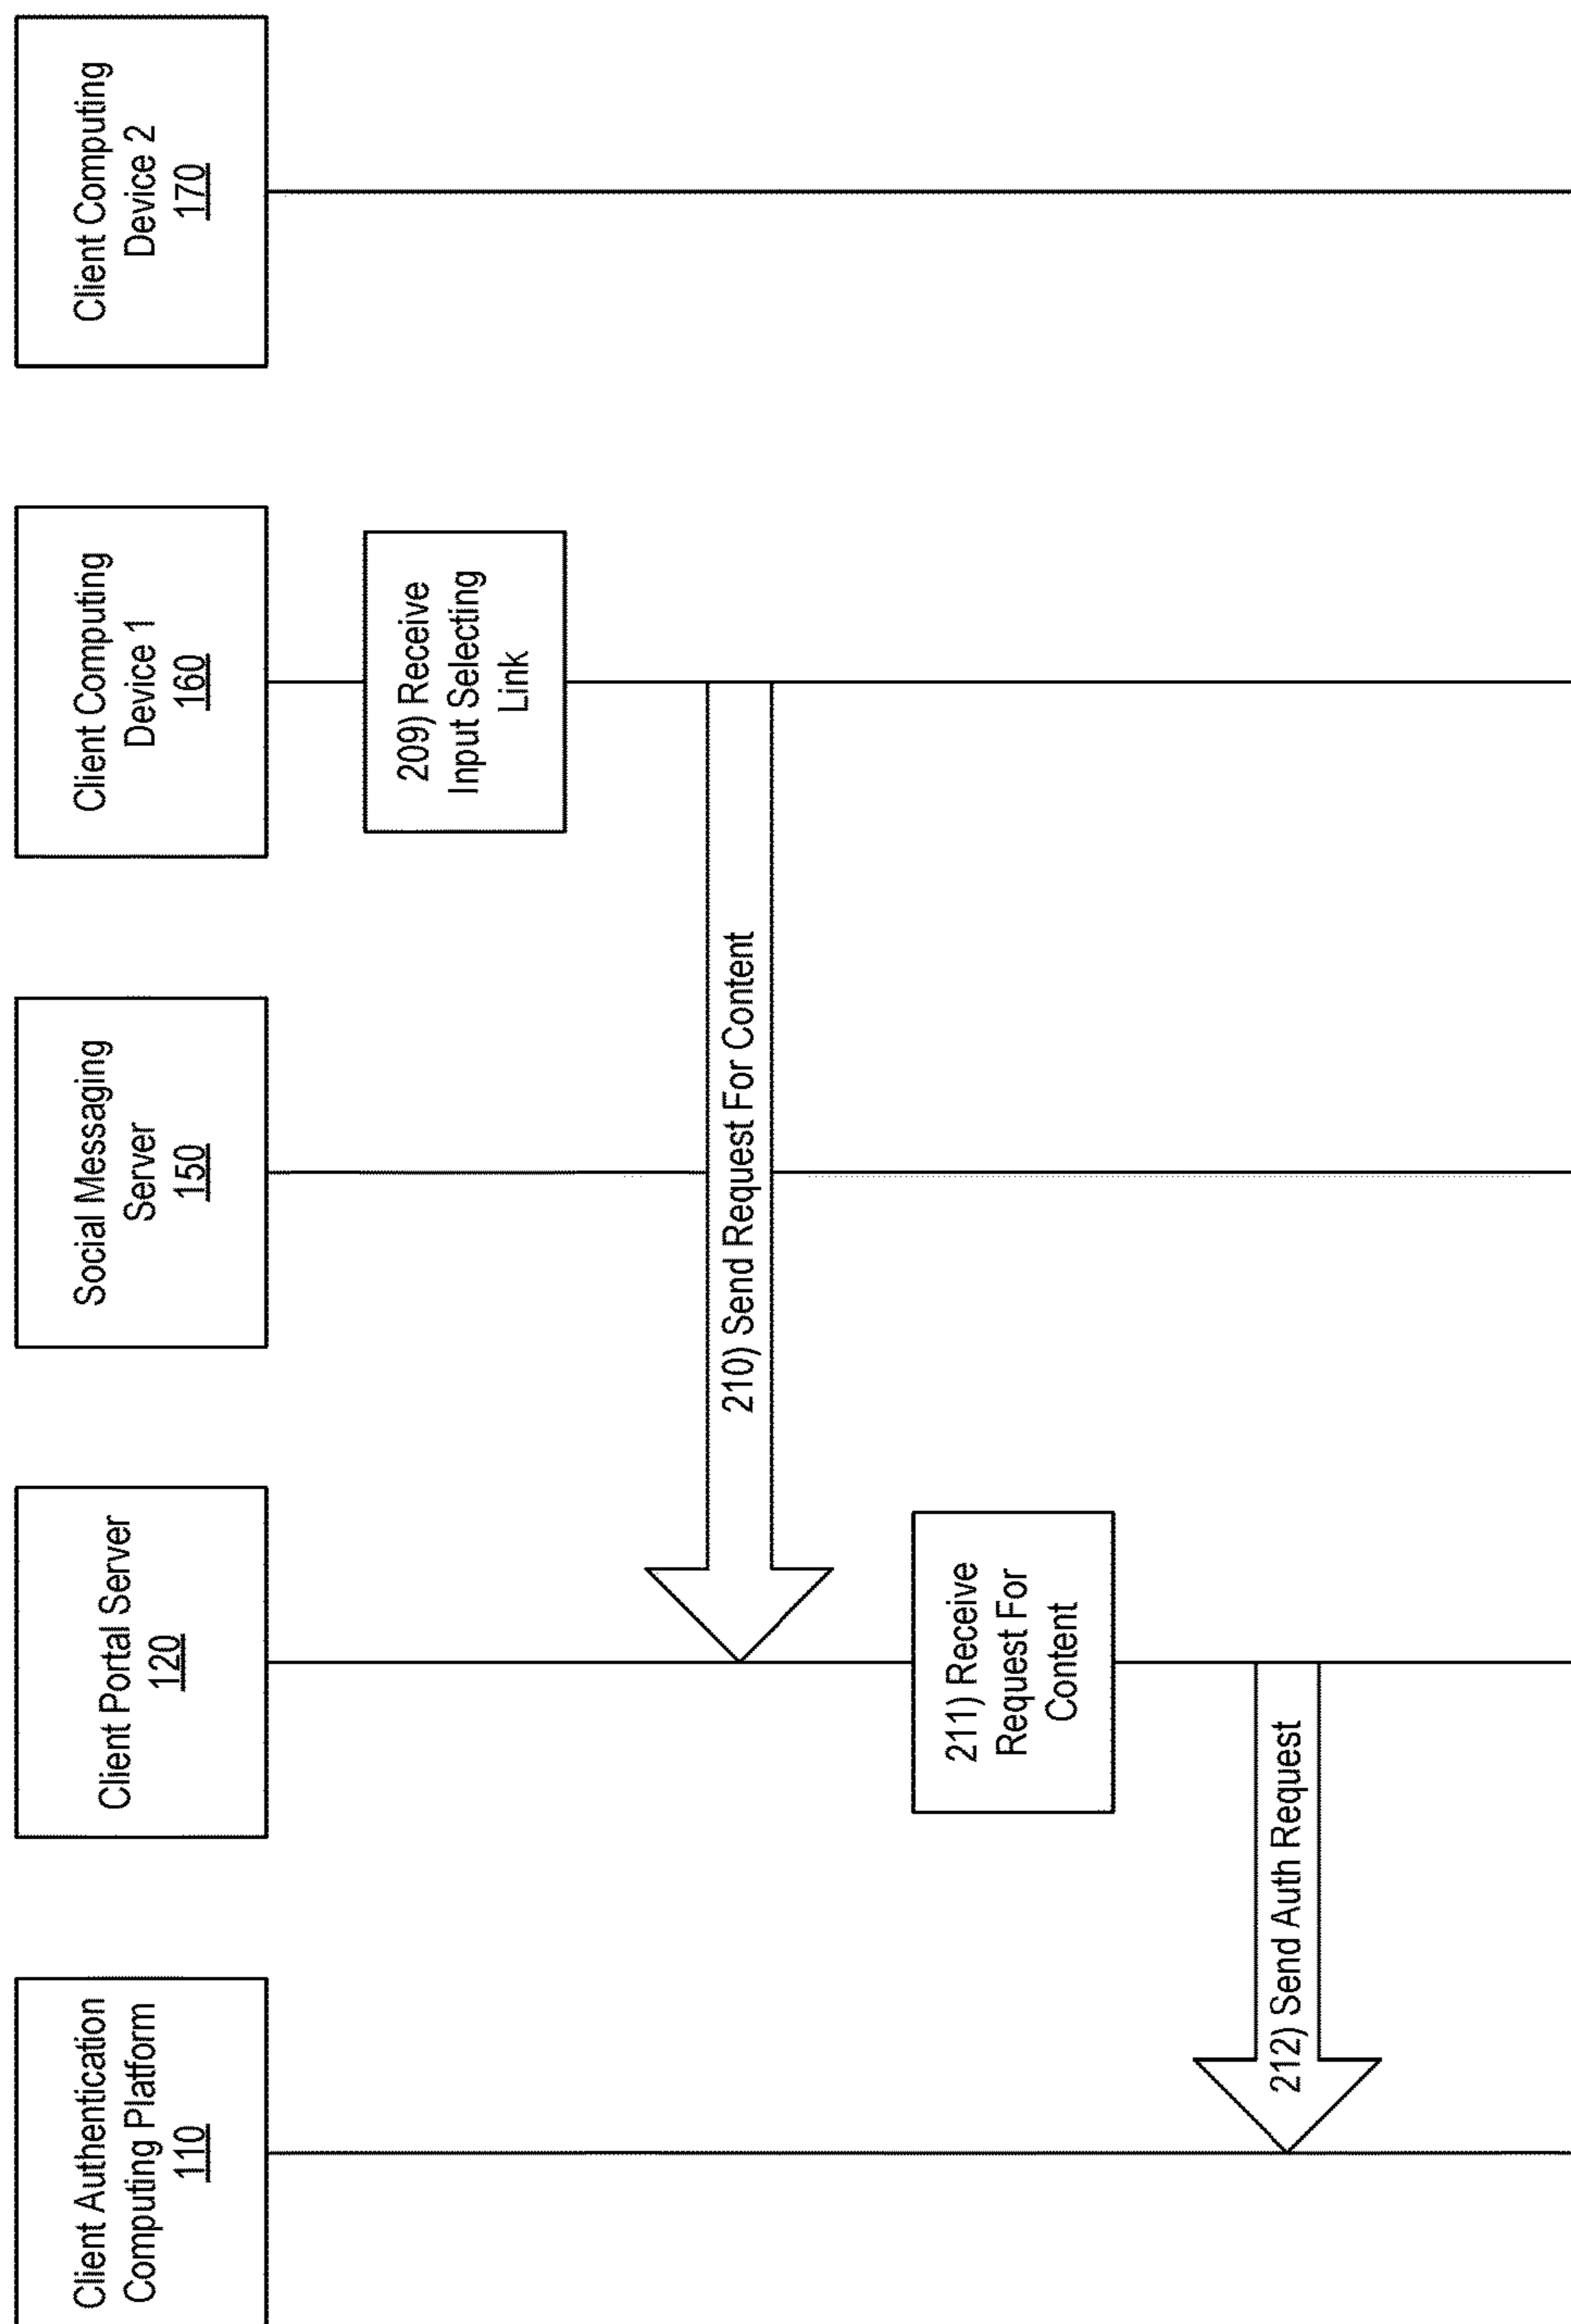 Client Authentication
Computing Platform
110
Client Portal Server
120
Social Messaging
Server
150
Client Computing
Device 1
160
Client Computing
Device 2
170
209) Receive
Input Selecting
Link
210) Send Request For Content
211) Receive
Request For
Content
212) Send Auth Request